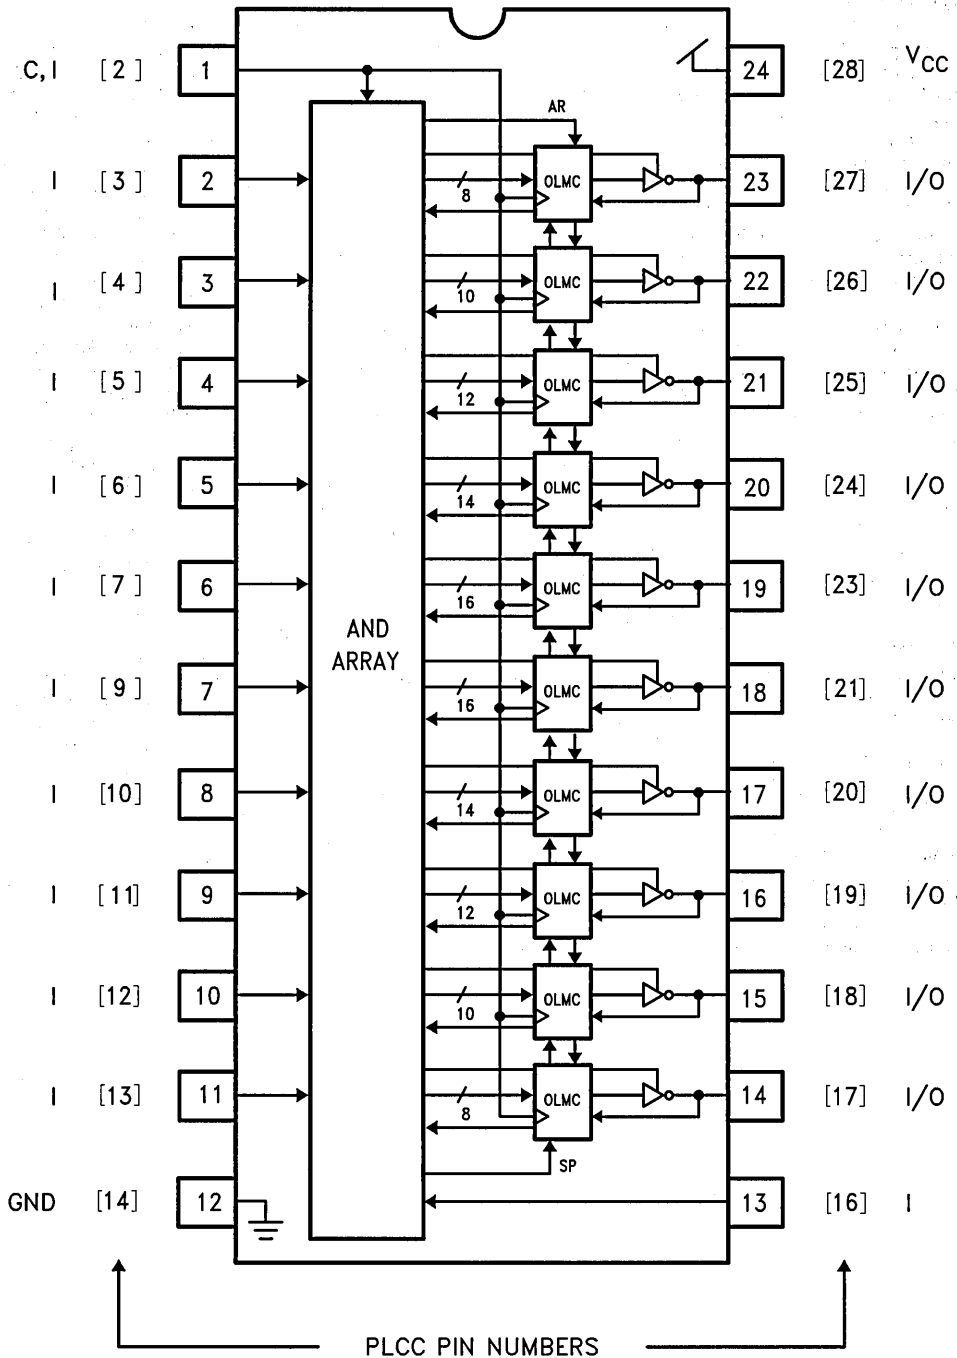 C, I [2] 1 24 [28] VCC
AR
I [3] 2 8 OLMC 23 [27] I/O
I [4] 3 10 OLMC 22 [26] I/O
I [5] 4 12 OLMC 21 [25] I/O
I [6] 5 14 OLMC 20 [24] I/O
I [7] 6 16 OLMC 19 [23] I/O
AND
ARRAY
I [9] 7 16 OLMC 18 [21] I/O
I [10] 8 14 OLMC 17 [20] I/O
I [11] 9 12 OLMC 16 [19] I/O
I [12] 10 10 OLMC 15 [18] I/O
I [13] 11 8 OLMC 14 [17] I/O
SP
GND [14] 12 13 [16] I
PLCC PIN NUMBERS